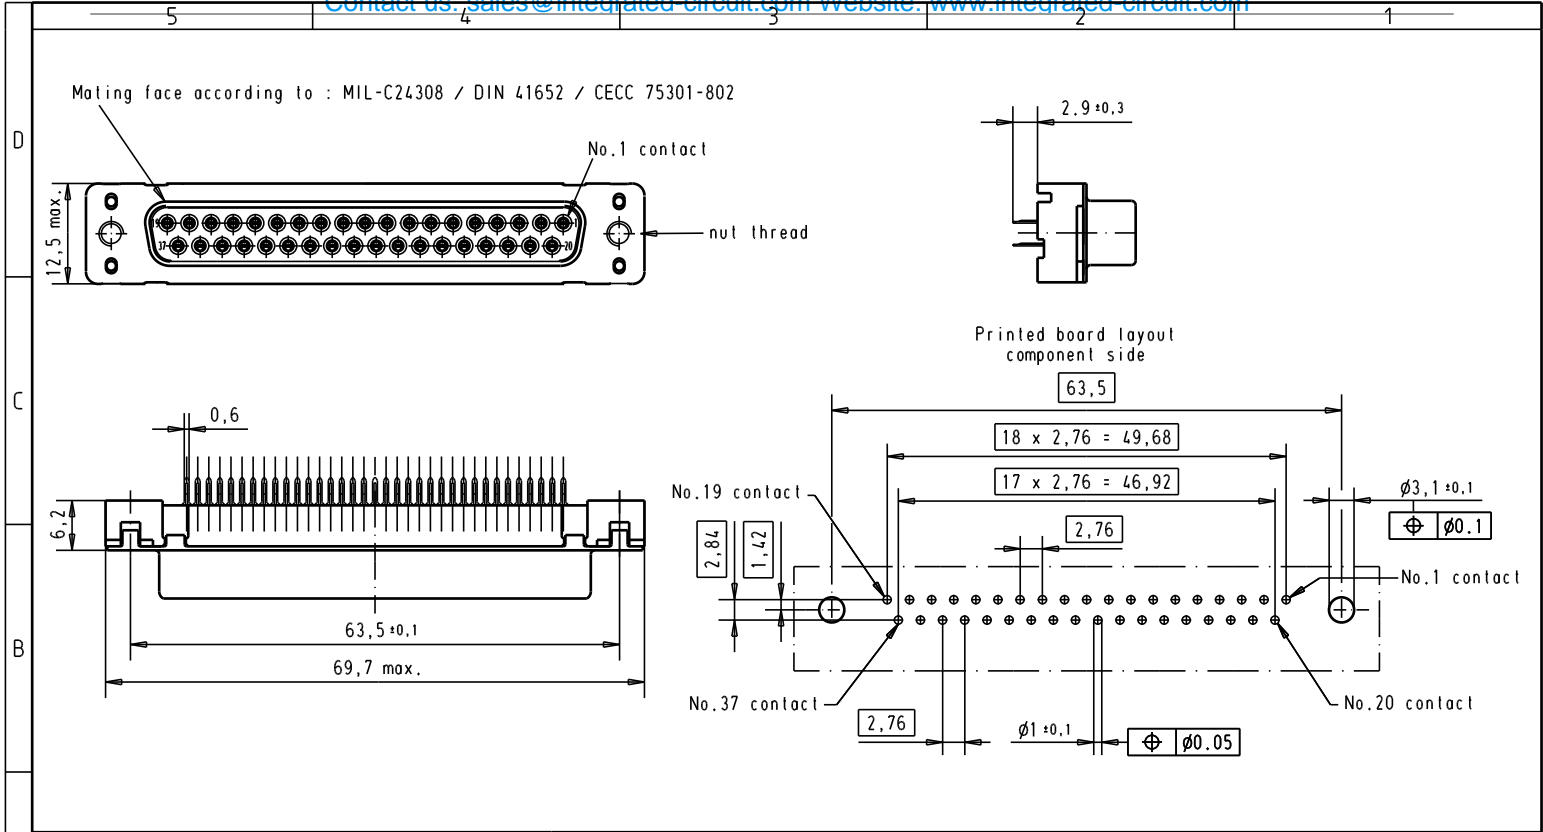 Contact us: sales@integrated-circuit.com Website: www.integrated-circuit.com
5 4 3 2 1
Mating face according to : MIL-C24308 / DIN 41652 / CECC 75301-802
2.9 ±0,3
D
No.1 contact
12,5 max.
19 1
37 20
nut thread
Printed board layout
component side
C
63,5
0,6
18 x 2,76 = 49,68
17 x 2,76 = 46,92
No.19 contact
Ø3,1 ±0,1
6,2
2,84
1,42
2,76
Ø0.1
No.1 contact
63,5 ±0,1
B
69,7 max.
No.37 contact
No.20 contact
2,76
Ø1 ±0,1
Ø0.05